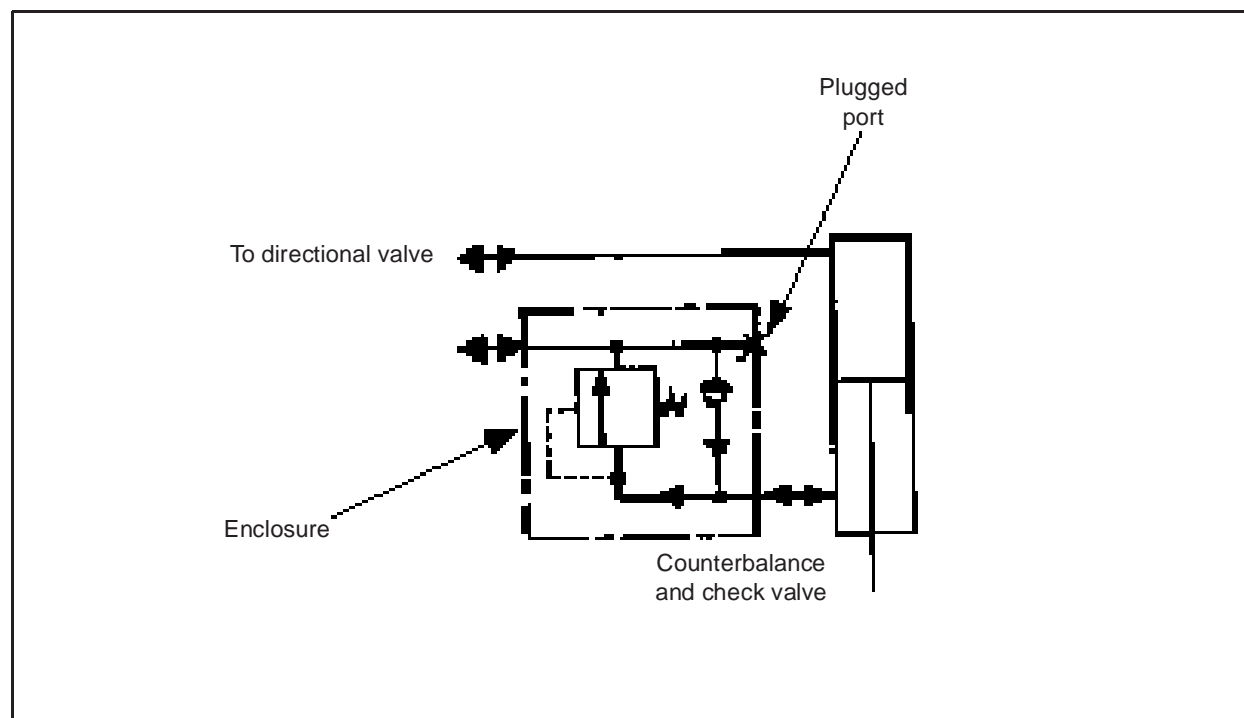 Plugged
port
To directional valve
Enclosure
Counterbalance
and check valve